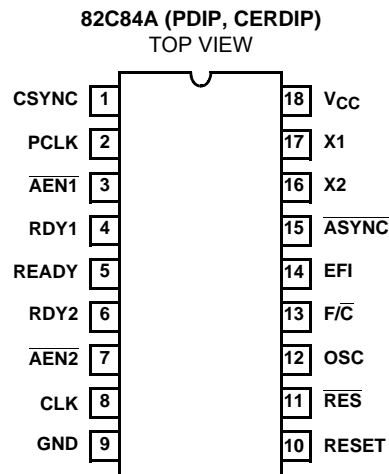 82C84A (PDIP, CERDIP)
TOP VIEW
CSYNC 1 18 VCC
PCLK 2 17 X1
AEN1 3 16 X2
RDY1 4 15 ASYNC
READY 5 14 EFI
RDY2 6 13 F/C
AEN2 7 12 OSC
CLK 8 11 RES
GND 9 10 RESET